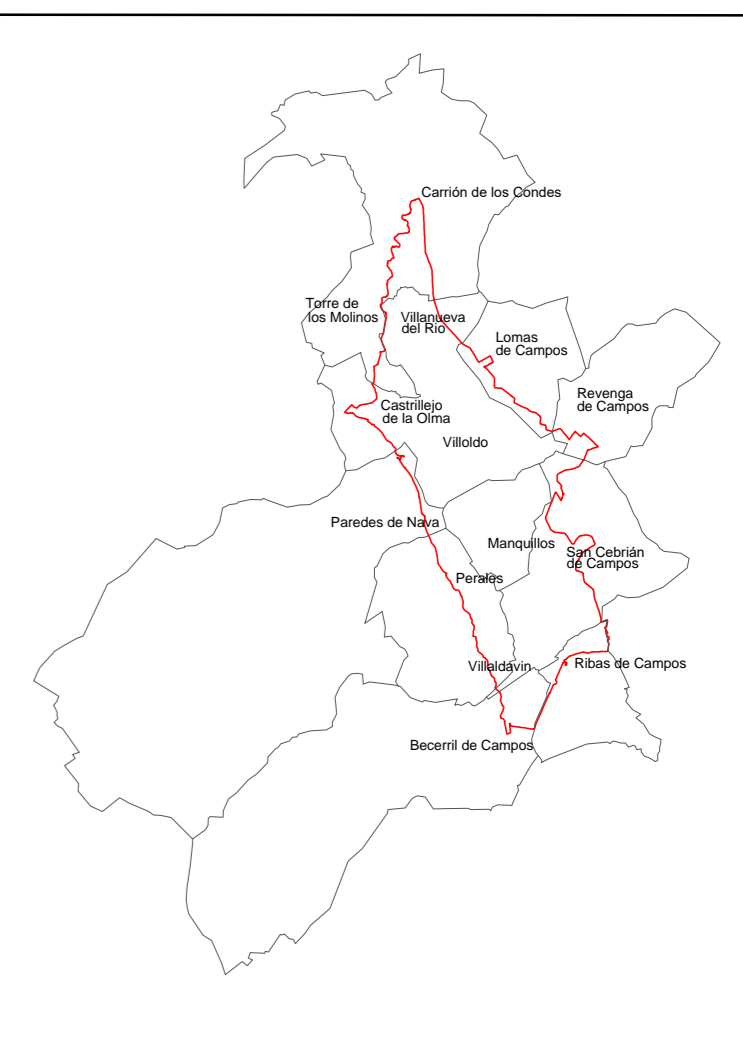 Carrión de los Condes
Torre de
los Molinos
Villanueva
del Río
Lomas
de Campos
Revenga
de Campos
Castrillejo
de la Olma
Villoldo
Paredes de Nava
Manquillos
San Cebrián
de Campos
Perales
Villaldavín
Ribas de Campos
Becerril de Campos